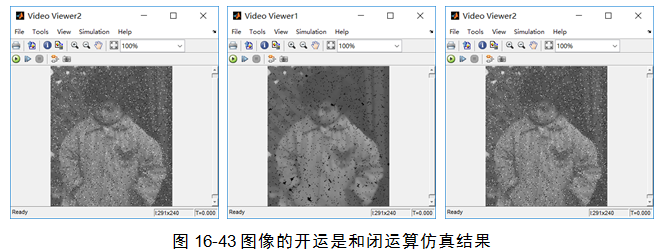 Video Viewer2
File Tools View Simulation Help
100%
Ready I:291x240 T=0.000
Video Viewer1
File Tools View Simulation Help
100%
Ready I:291x240 T=0.000
Video Viewer2
File Tools View Simulation Help
100%
Ready I:291x240 T=0.000
图 16-43 图像的开运是和闭运算仿真结果